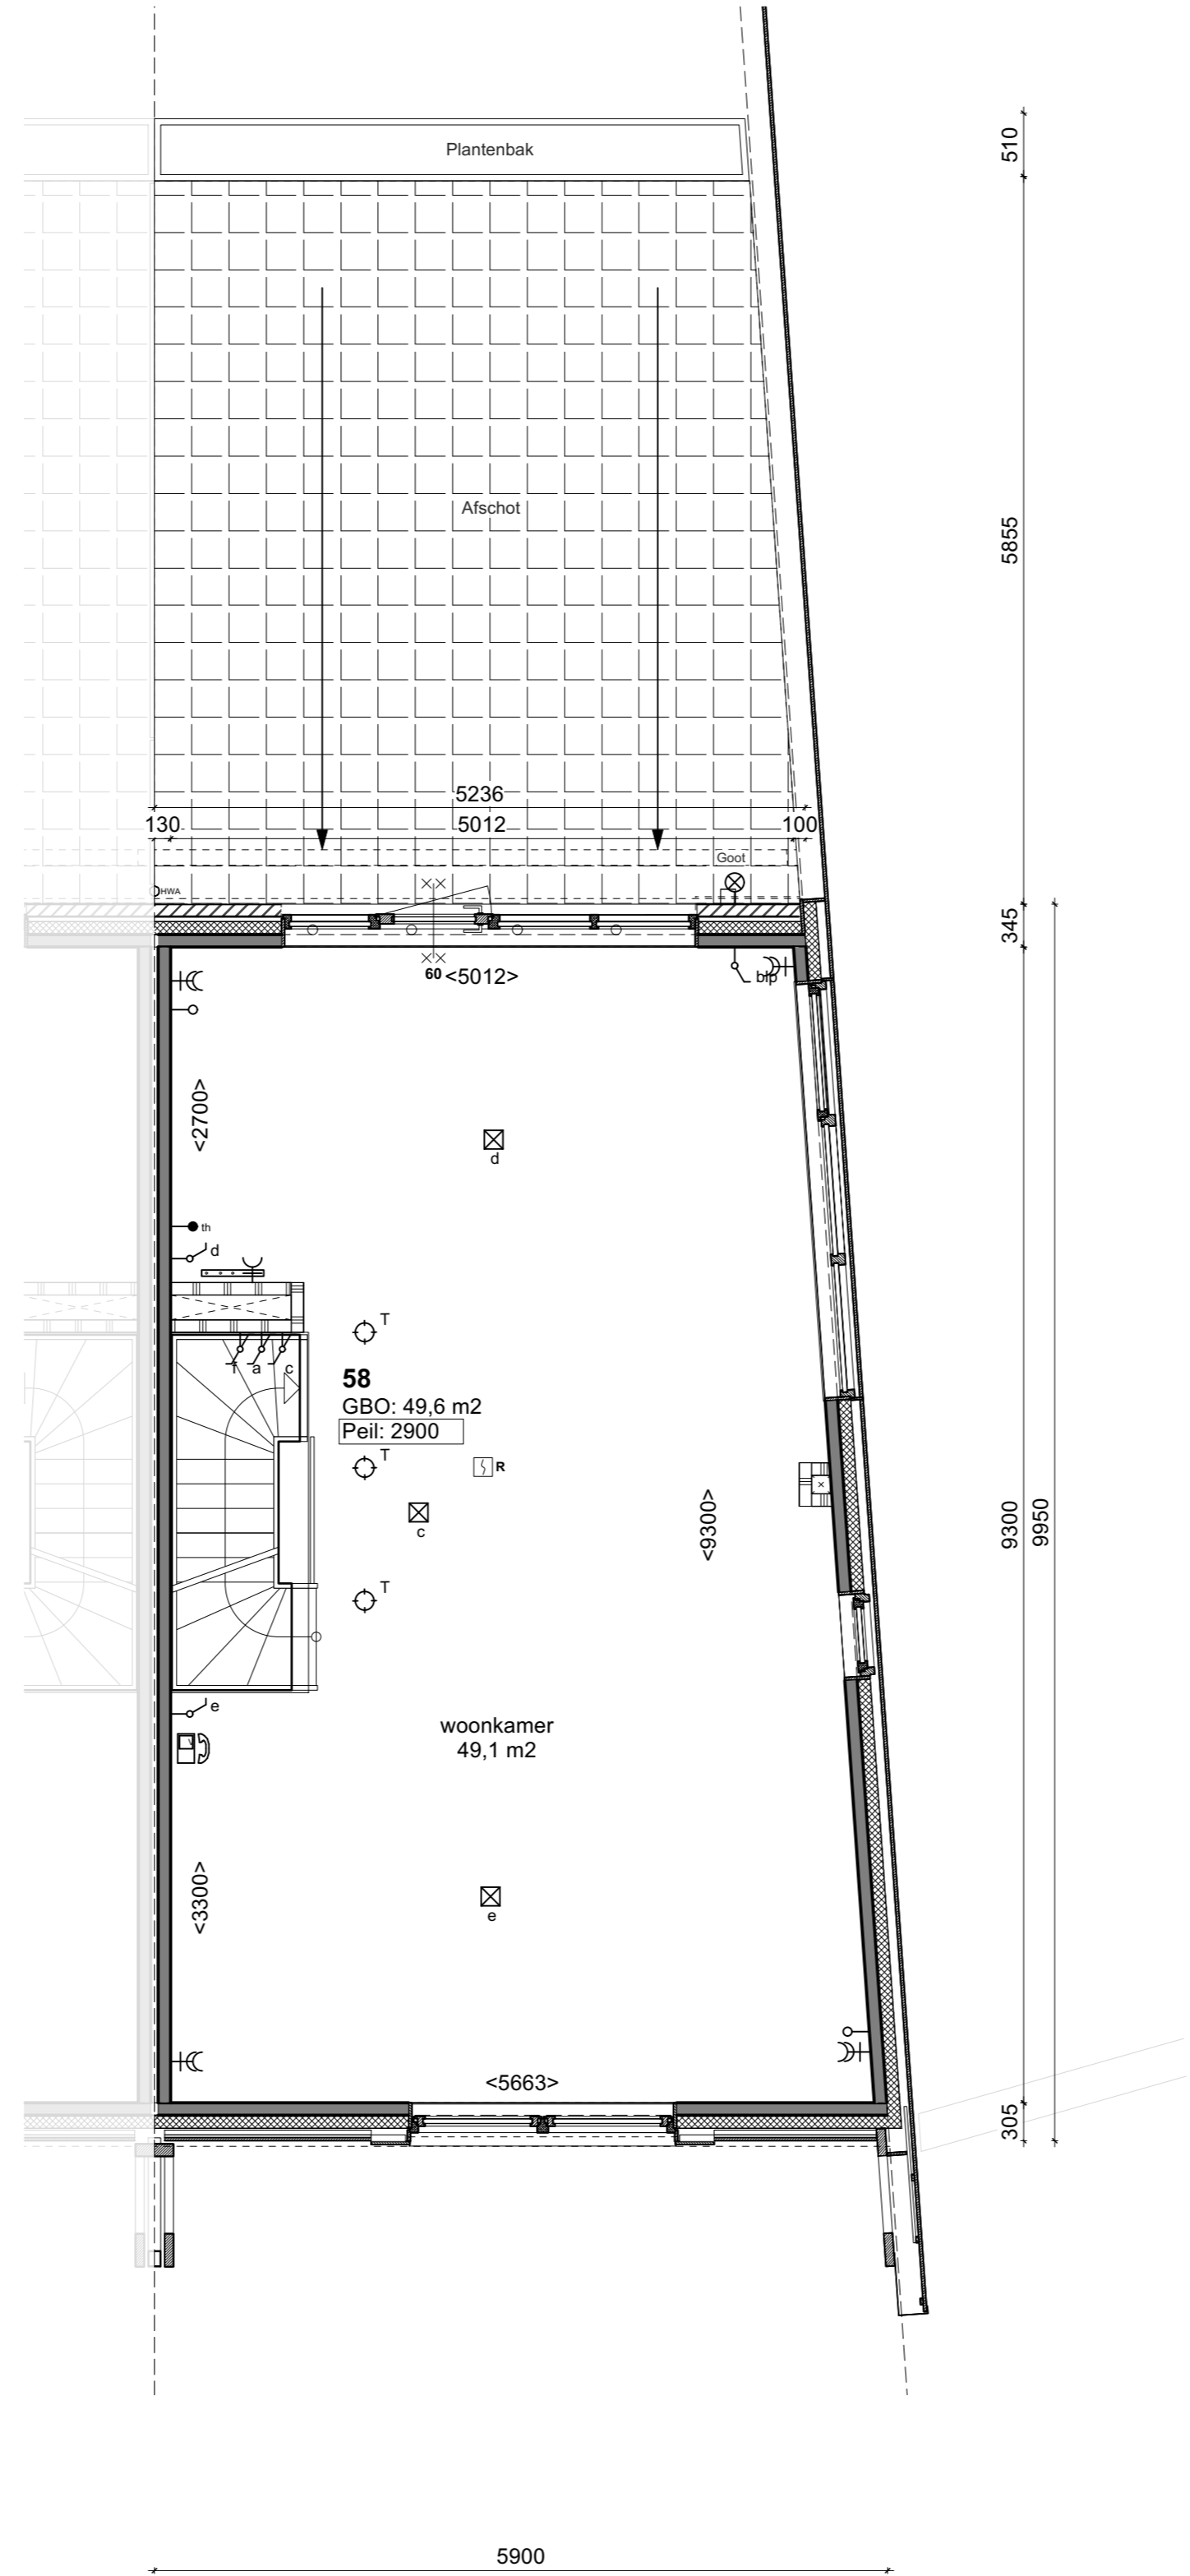 Plantenbak
510
Afschot
5855
5236
130
5012
100
Goot
HWA
345
60
<5012>
blp
<2700>
d
th
d
T
f
a
c
58
GBO: 49,6 m2
Peil: 2900
T
R
c
<9300>
9300
9950
T
e
woonkamer
49,1 m2
<3300>
e
<5663>
305
5900